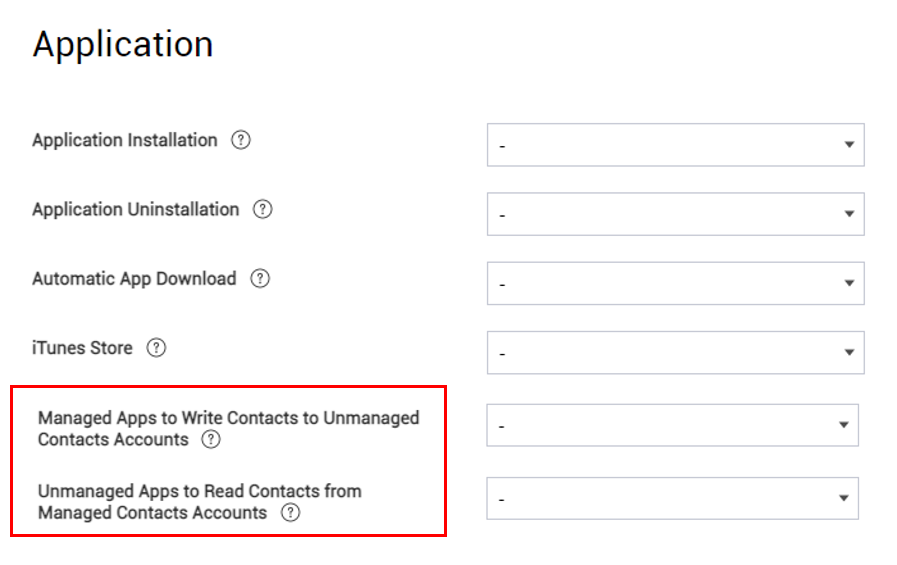 Application
Application Installation ?
-
Application Uninstallation ?
-
Automatic App Download ?
-
iTunes Store ?
-
Managed Apps to Write Contacts to Unmanaged
Contacts Accounts ?
-
Unmanaged Apps to Read Contacts from
Managed Contacts Accounts ?
-